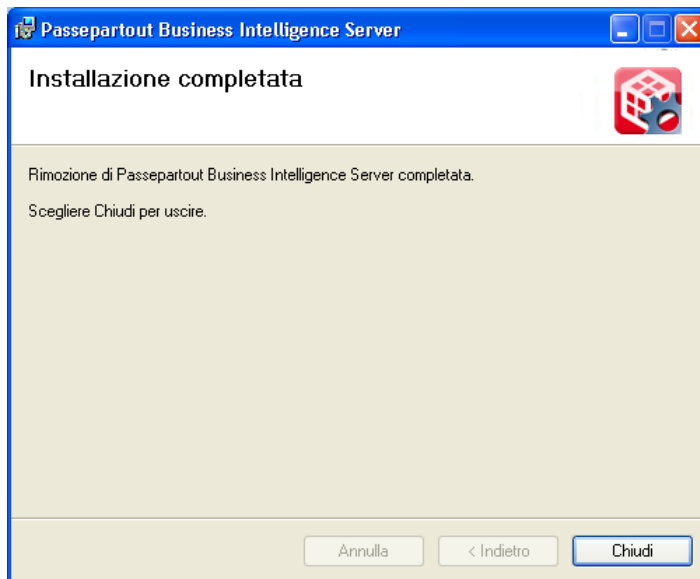 Passepartout Business Intelligence Server
Installazione completata
Rimozione di Passepartout Business Intelligence Server completata.
Scegliere Chiudi per uscire.
Annulla
< Indietro
Chiudi